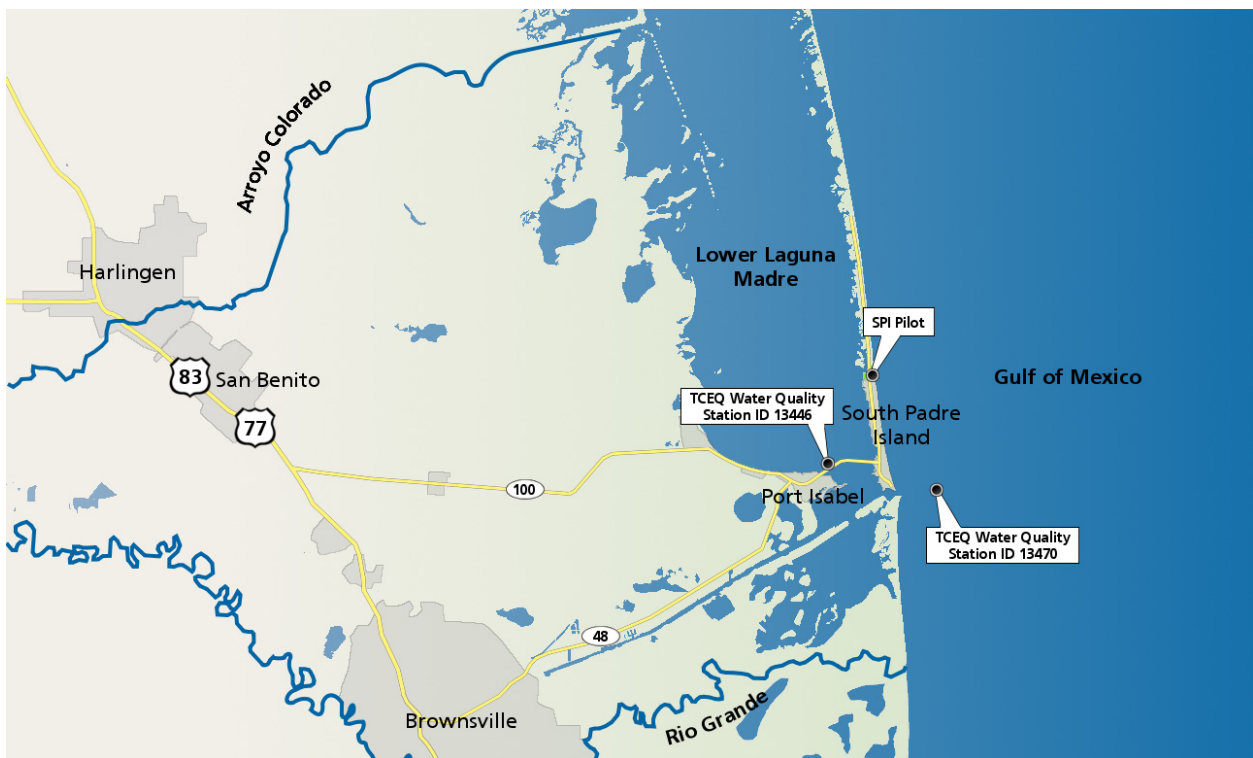 Arroyo Colorado
Harlingen
Lower Laguna
Madre
SPI Pilot
83
San Benito
Gulf of Mexico
TCEQ Water Quality
Station ID 13446
South Padre
Island
77
100
Port Isabel
TCEQ Water Quality
Station ID 13470
48
Brownsville
Rio Grande